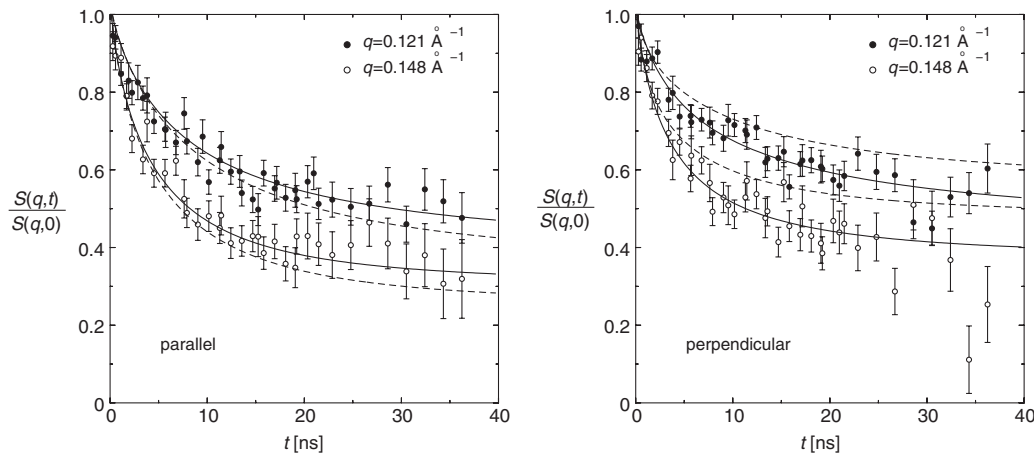 1.0
0.8
0.6
0.4
0.2
0
S(q,t)
S(q,0)
q=0.121 Å ⁻¹
q=0.148 Å ⁻¹
parallel
0 10 20 30 40
t [ns]
1.0
0.8
0.6
0.4
0.2
0
S(q,t)
S(q,0)
q=0.121 Å ⁻¹
q=0.148 Å ⁻¹
perpendicular
0 10 20 30 40
t [ns]